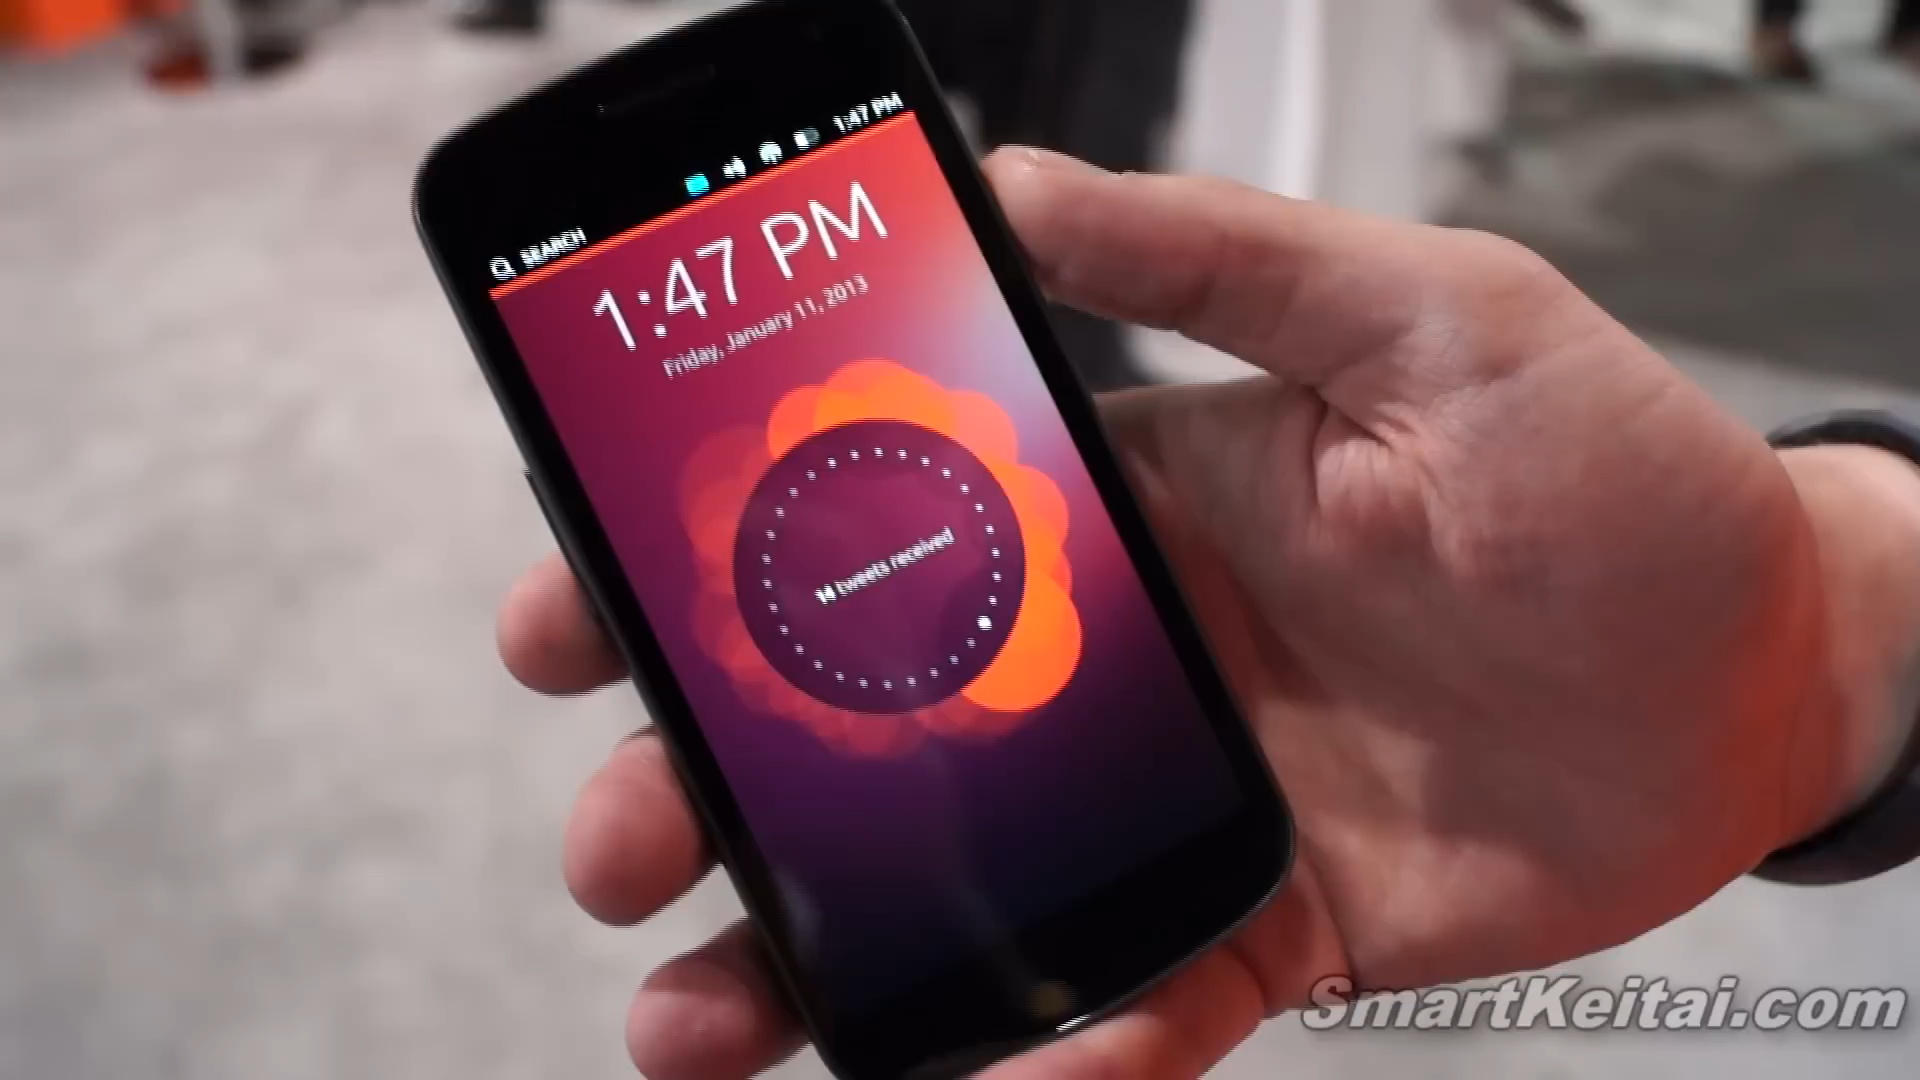 1:47 PM
SEARCH
1:47 PM
Friday, January 11, 2013
14 tweets received
SmartKeitai.com